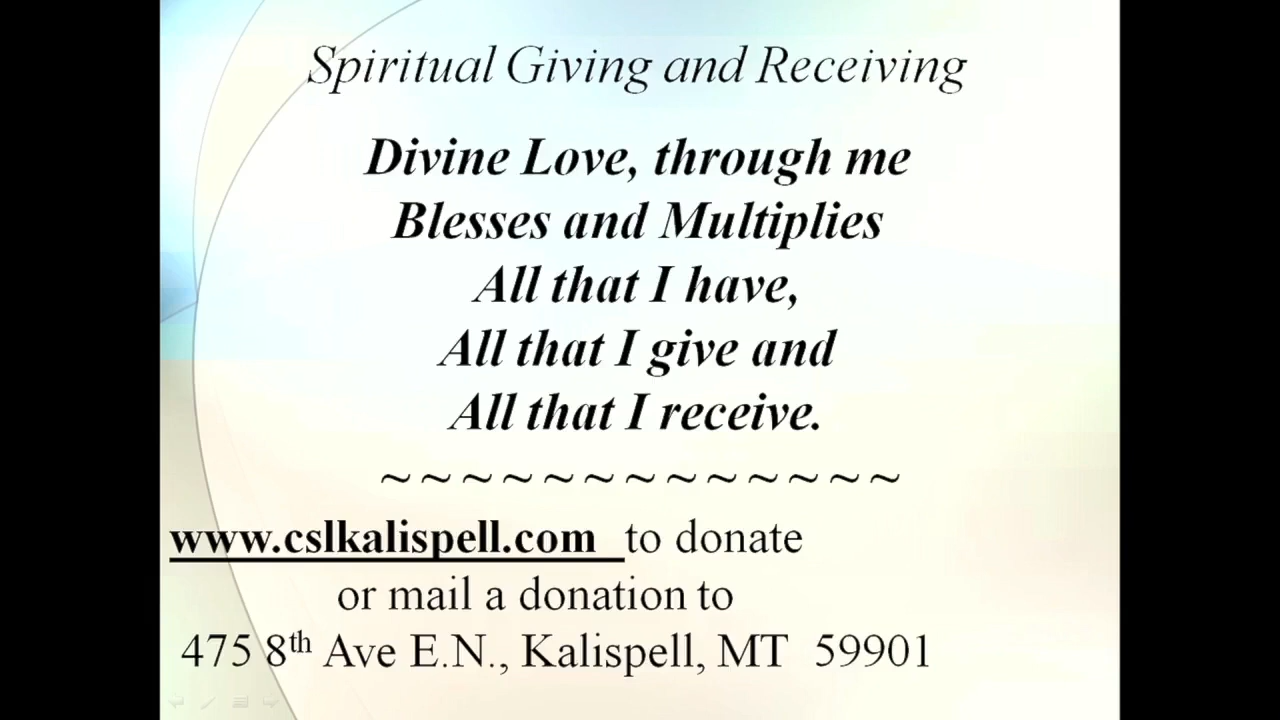 Spiritual Giving and Receiving
Divine Love, through me
Blesses and Multiplies
All that I have,
All that I give and
All that I receive.
~ ~ ~ ~ ~ ~ ~ ~ ~ ~ ~ ~ ~
www.cslkalispell.com to donate
or mail a donation to
475 8th Ave E.N., Kalispell, MT 59901